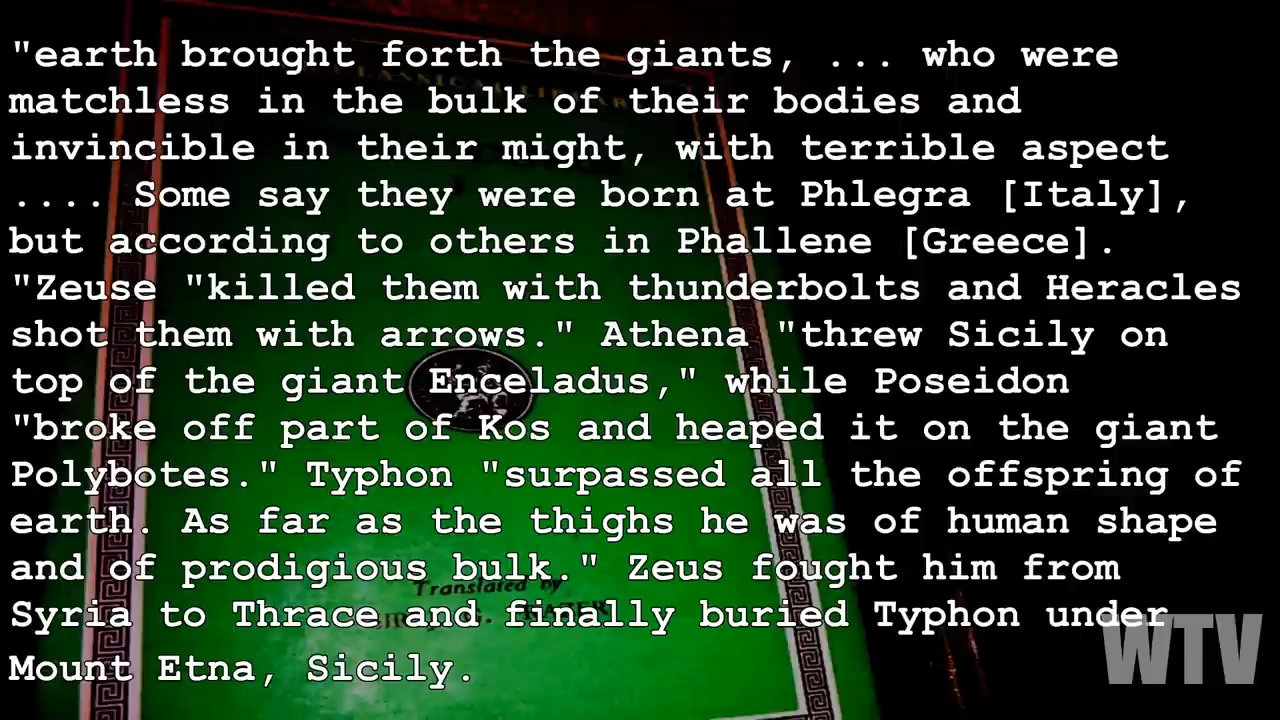 "earth brought forth the giants, ... who were
matchless in the bulk of their bodies and
invincible in their might, with terrible aspect
.... Some say they were born at Phlegra [Italy],
but according to others in Phallene [Greece].
"Zeuse "killed them with thunderbolts and Heracles
shot them with arrows." Athena "threw Sicily on
top of the giant Enceladus," while Poseidon
"broke off part of Kos and heaped it on the giant
Polybotes." Typhon "surpassed all the offspring of
earth. As far as the thighs he was of human shape
and of prodigious bulk." Zeus fought him from
Translated by
Syria to Thrace and finally buried Typhon under
Mount Etna, Sicily.
WTV